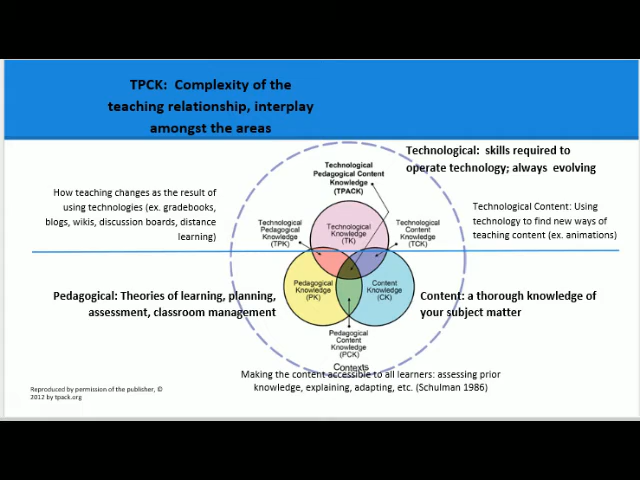 TPCK: Complexity of the
teaching relationship, interplay
amongst the areas
Technological: skills required to
operate technology; always evolving
Technological
Pedagogical Content
Knowledge
(TPACK)
How teaching changes as the result of
using technologies (ex. gradebooks,
blogs, wikis, discussion boards, distance
learning)
Technological
Pedagogical
Knowledge
(TPK)
Technological
Knowledge
(TK)
Technological
Content
Knowledge
(TCK)
Technological Content: Using
technology to find new ways of
teaching content (ex. animations)
Pedagogical: Theories of learning, planning,
assessment, classroom management
Pedagogical
Knowledge
(PK)
Content
Knowledge
(CK)
Content: a thorough knowledge of
your subject matter
Pedagogical
Content
Knowledge
(PCK)
Contexts
Making the content accessible to all learners: assessing prior
knowledge, explaining, adapting, etc. (Schulman 1986)
Reproduced by permission of the publisher, ©
2012 by tpack.org